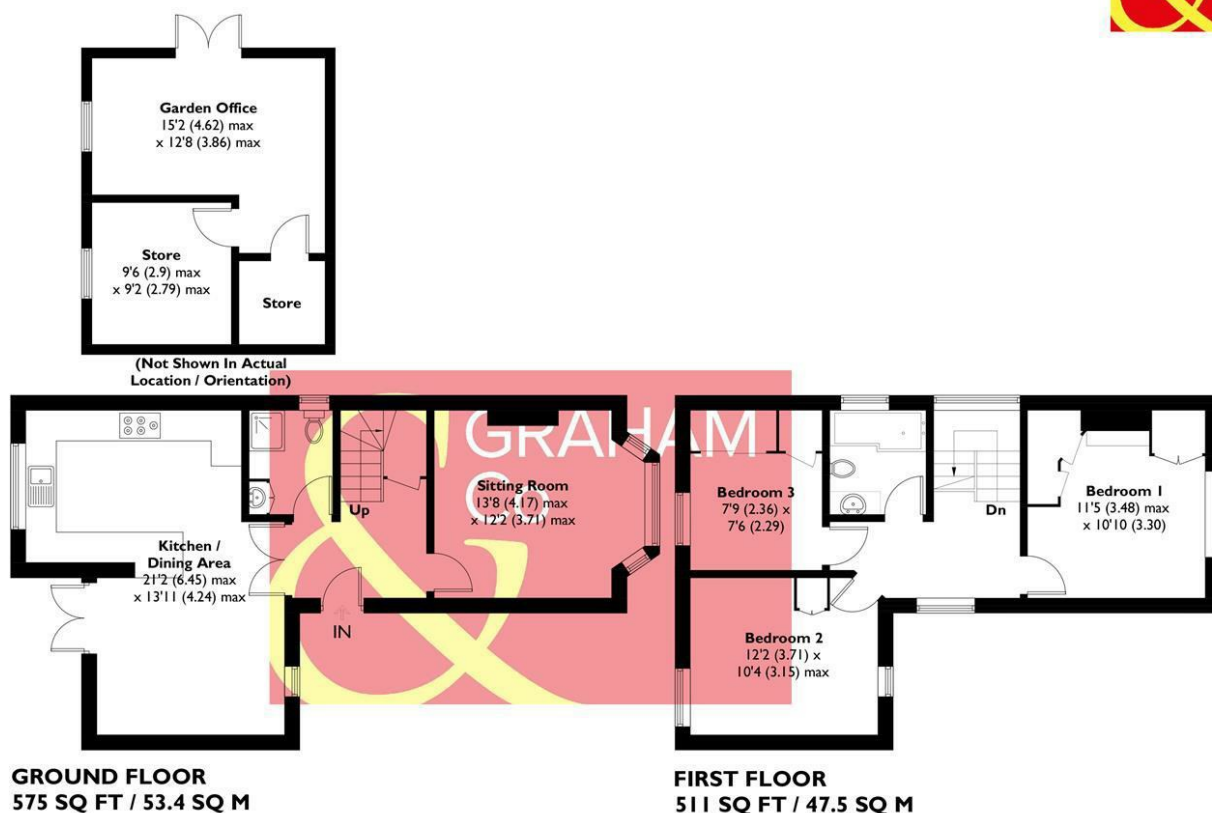 Garden Office
15'2 (4.62) max
x 12'8 (3.86) max
Store
9'6 (2.9) max
x 9'2 (2.79) max
Store
(Not Shown In Actual
Location / Orientation)
GRAHAM
Co
Kitchen /
Dining Area
21'2 (6.45) max
x 13'11 (4.24) max
Up
IN
Sitting Room
13'8 (4.17) max
x 12'2 (3.71) max
Bedroom 3
7'9 (2.36) x
7'6 (2.29)
Dn
Bedroom 1
11'5 (3.48) max
x 10'10 (3.30)
Bedroom 2
12'2 (3.71) x
10'4 (3.15) max
&
GROUND FLOOR
575 SQ FT / 53.4 SQ M
FIRST FLOOR
511 SQ FT / 47.5 SQ M